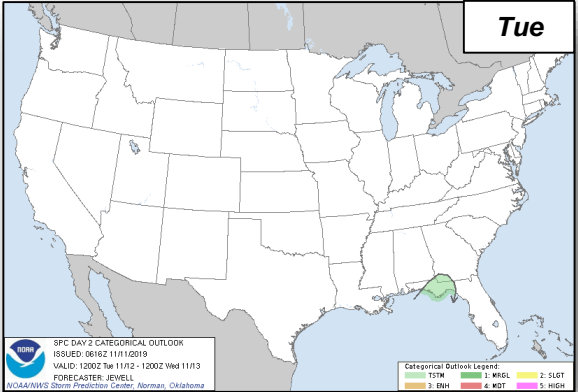 Tue
NOAA
SPC DAY 2 CATEGORICAL OUTLOOK
ISSUED: 0616Z 11/11/2019
VALID: 1200Z Tue 11/12 - 1200Z Wed 11/13
FORECASTER: JEWELL
NOAA/NWS Storm Prediction Center, Norman, Oklahoma
Categorical Outlook Legend:
TSTM 1: MRGL 2: SLGT
3: ENH 4: MDT 5: HIGH